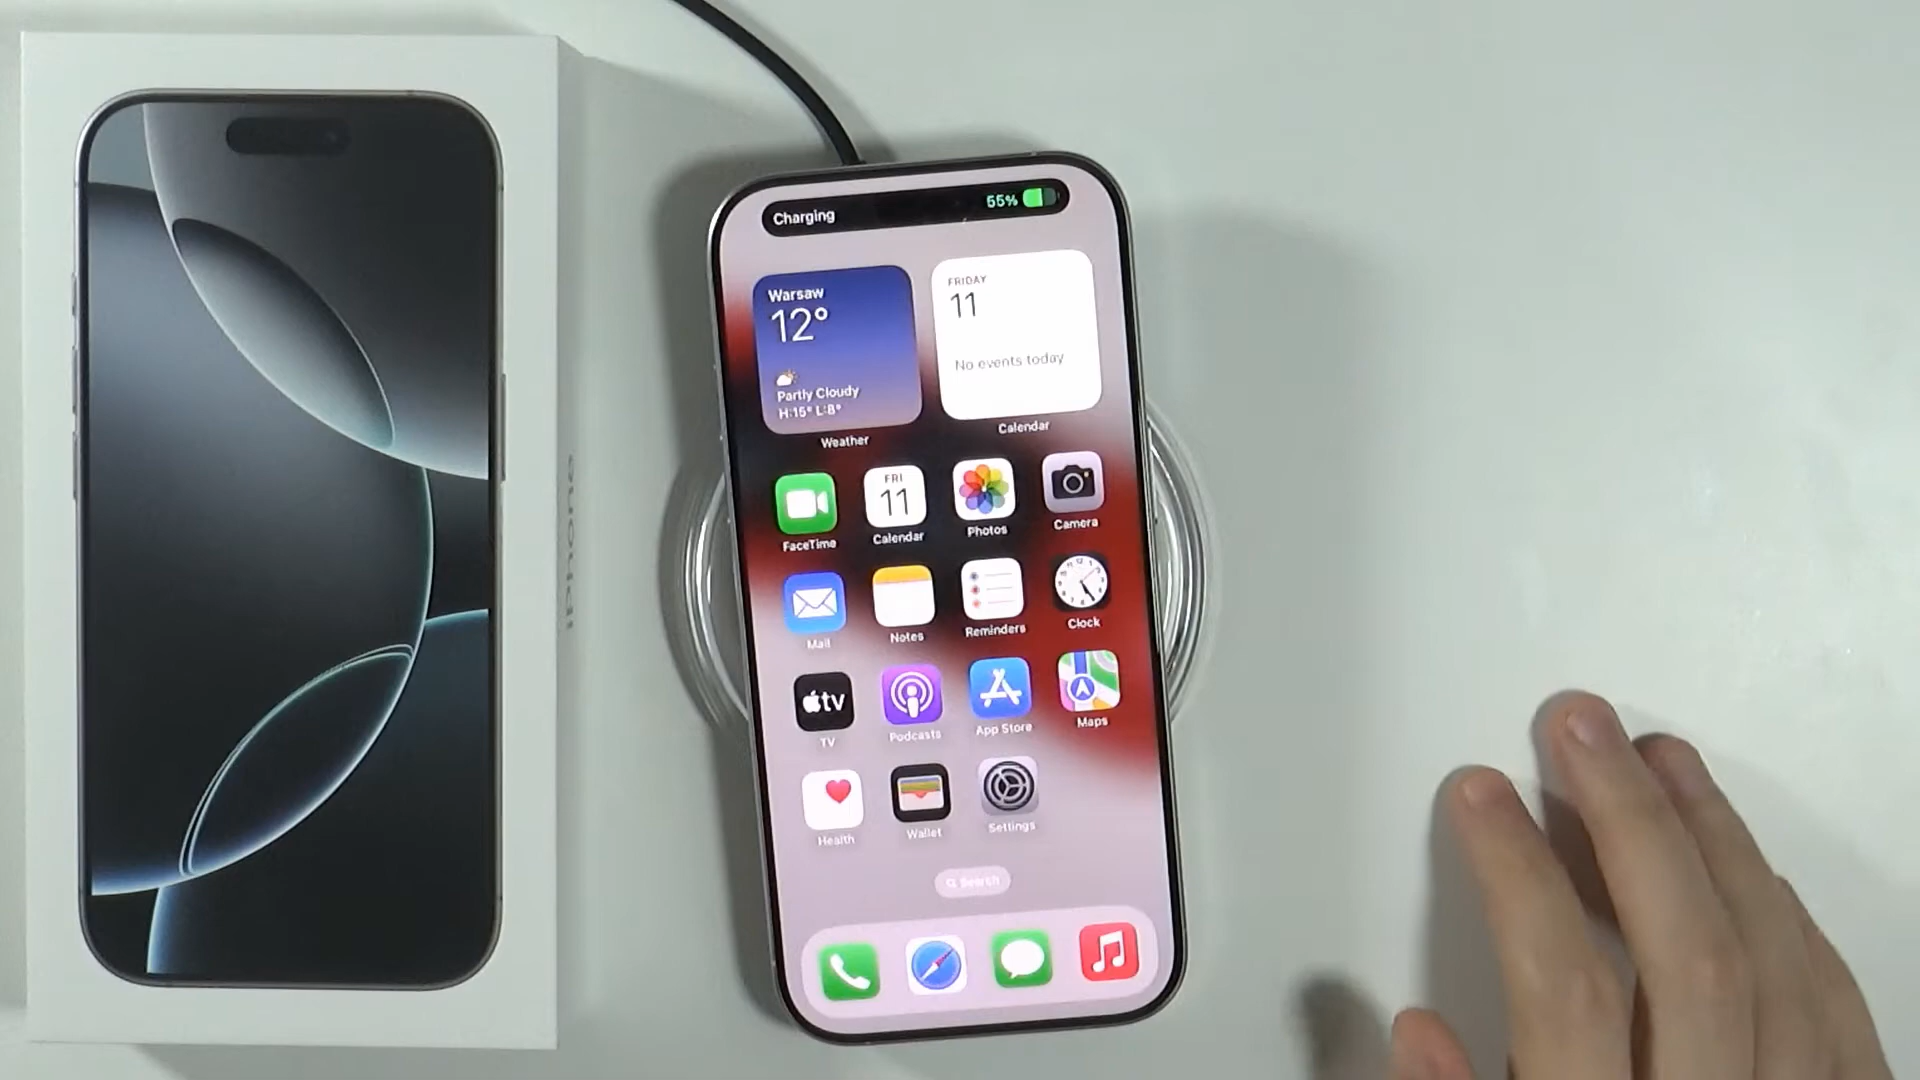 iPhone
Charging 55%
Warsaw
12°
Partly Cloudy
H:15° L:8°
Weather
FRIDAY
11
No events today
Calendar
FRI
11
FaceTime Calendar Photos Camera
Mail Notes Reminders Clock
tv
TV Podcasts App Store Maps
Health Wallet Settings
Search